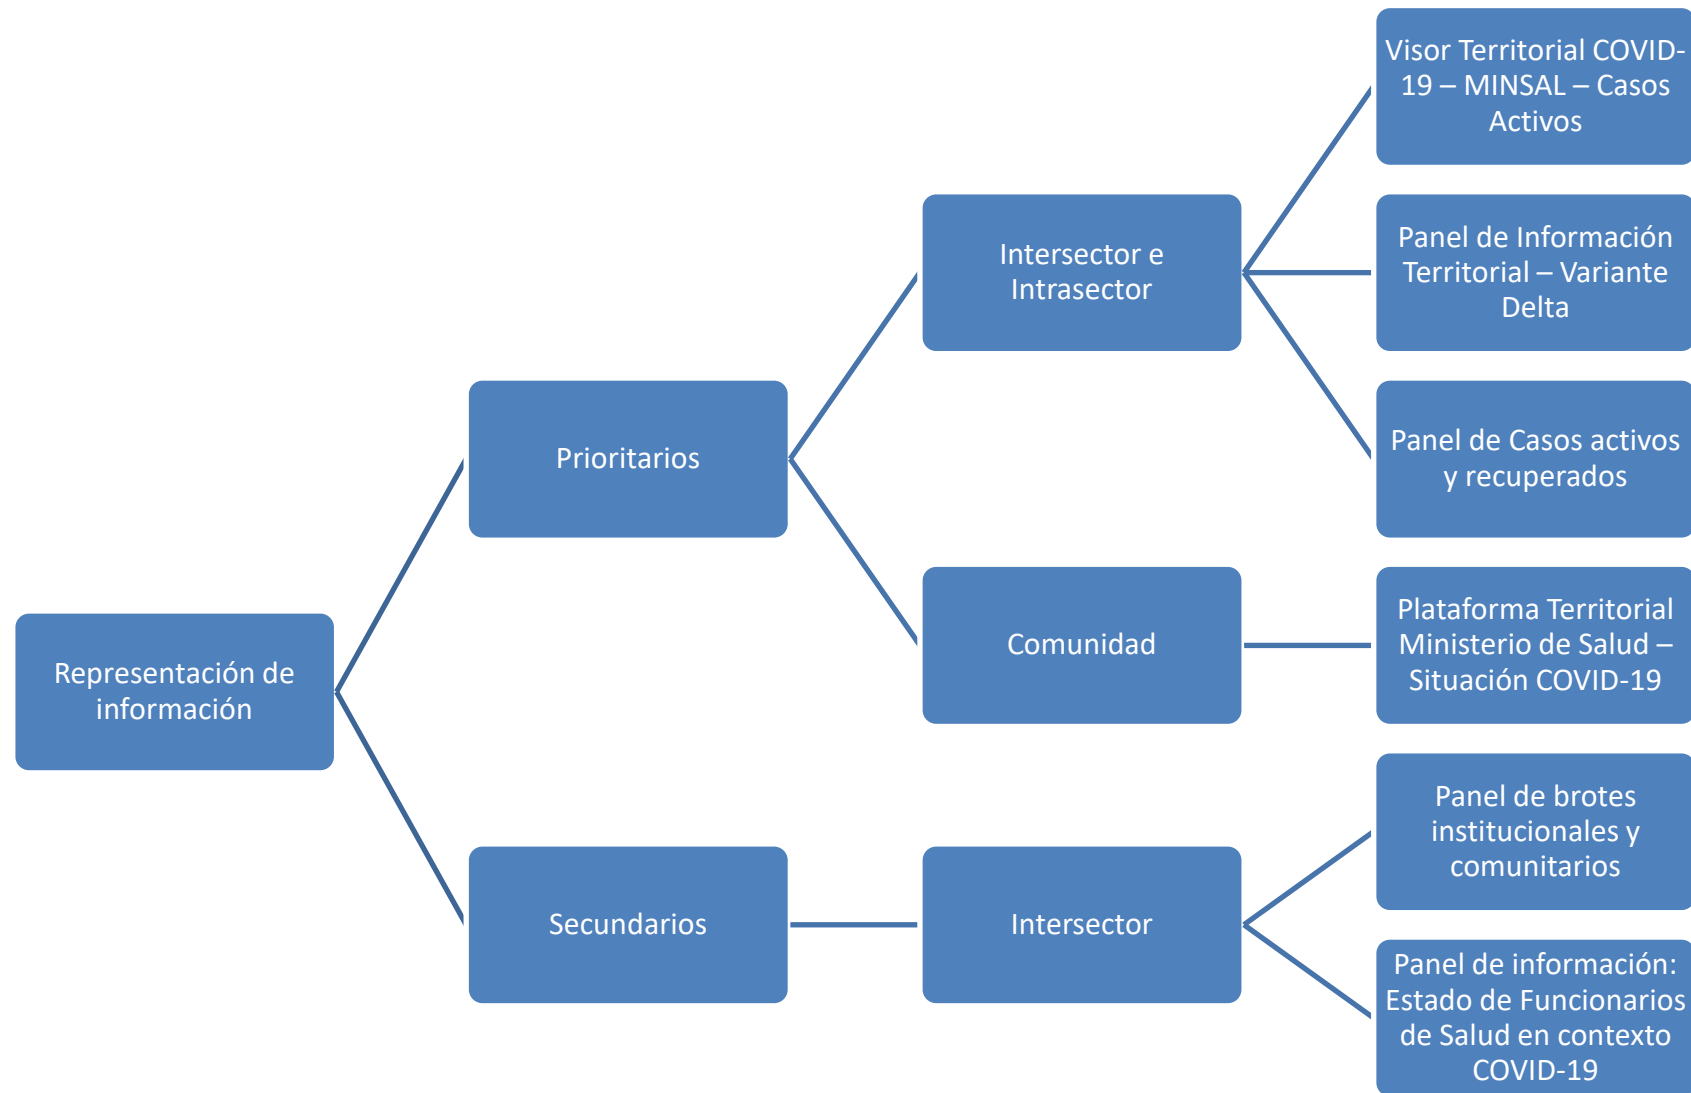 Representación de
información
Prioritarios
Intersector e
Intrasector
Visor Territorial COVID-
19 – MINSAL – Casos
Activos
Panel de Información
Territorial – Variante
Delta
Panel de Casos activos
y recuperados
Comunidad
Plataforma Territorial
Ministerio de Salud –
Situación COVID-19
Secundarios
Intersector
Panel de brotes
institucionales y
comunitarios
Panel de información:
Estado de Funcionarios
de Salud en contexto
COVID-19